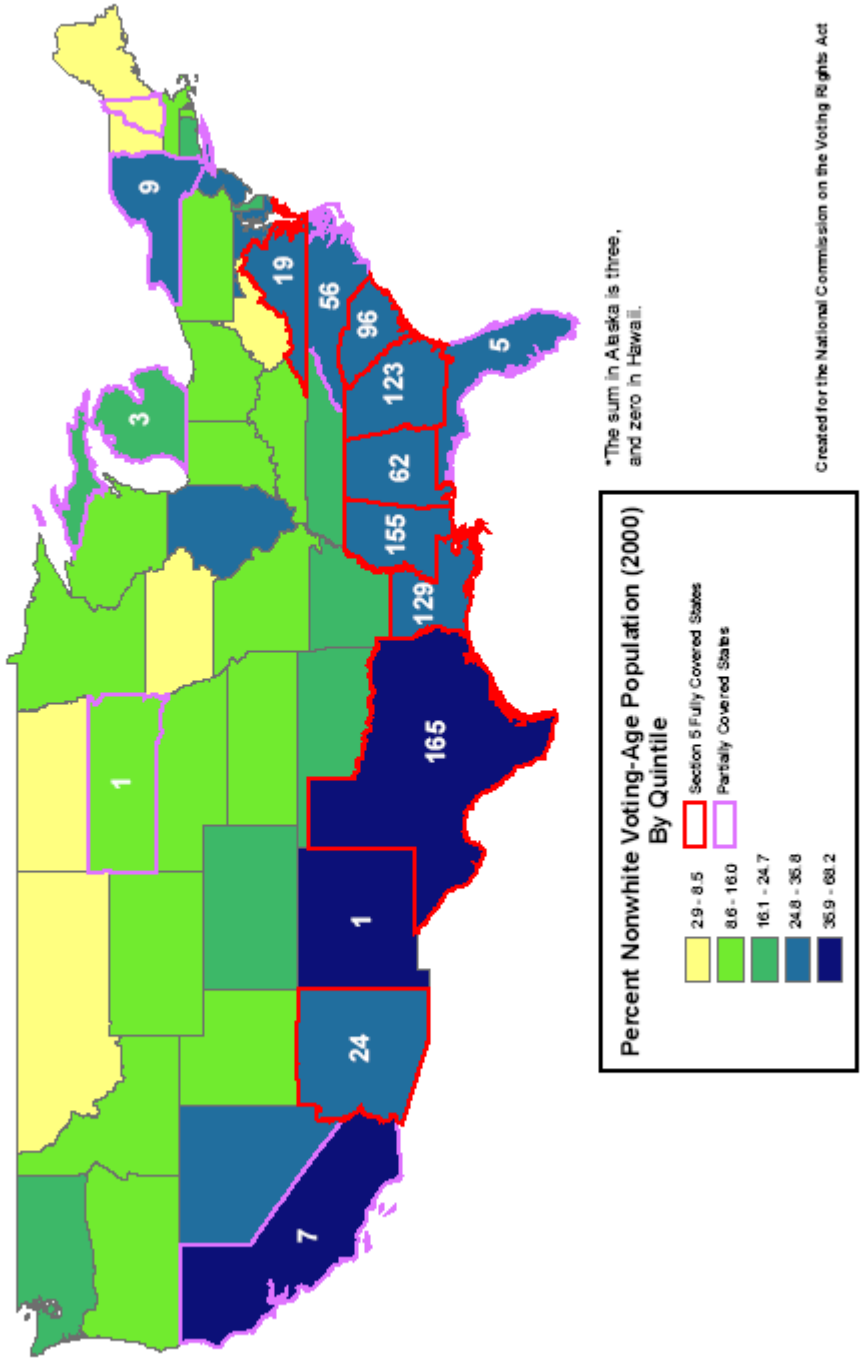 9
3
1
19
56
96
123
62
155
129
165
1
24
7
5
*The sum in Alaska is three,
and zero in Hawaii.
Percent Nonwhite Voting-Age Population (2000)
By Quintile
2.9 - 8.5
8.6 - 16.0
16.1 - 24.7
24.8 - 35.8
35.9 - 68.2
Section 5 Fully Covered States
Partially Covered States
Created for the National Commission on the Voting Rights Act